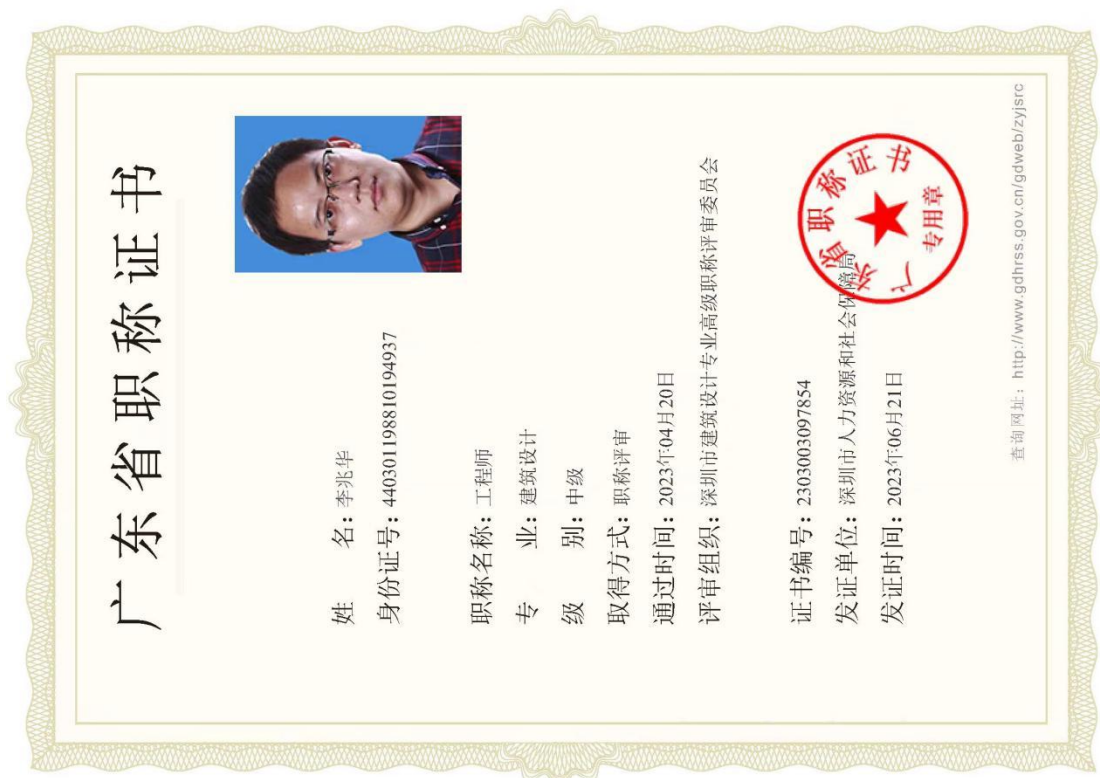 广东省职称证书
姓 名：李兆华
身份证号：440301198810194937
职称名称：工程师
专 业：建筑设计
级 别：中级
取得方式：职称评审
通过时间：2023年04月20日
评审组织：深圳市建筑设计专业高级职称评审委员会
证书编号：2303003097854
发证单位：深圳市人力资源和社会保障局
发证时间：2023年06月21日
广东省职称证书
专用章
查询网址：http://www.gdhrss.gov.cn/gdweb/zyjsrc